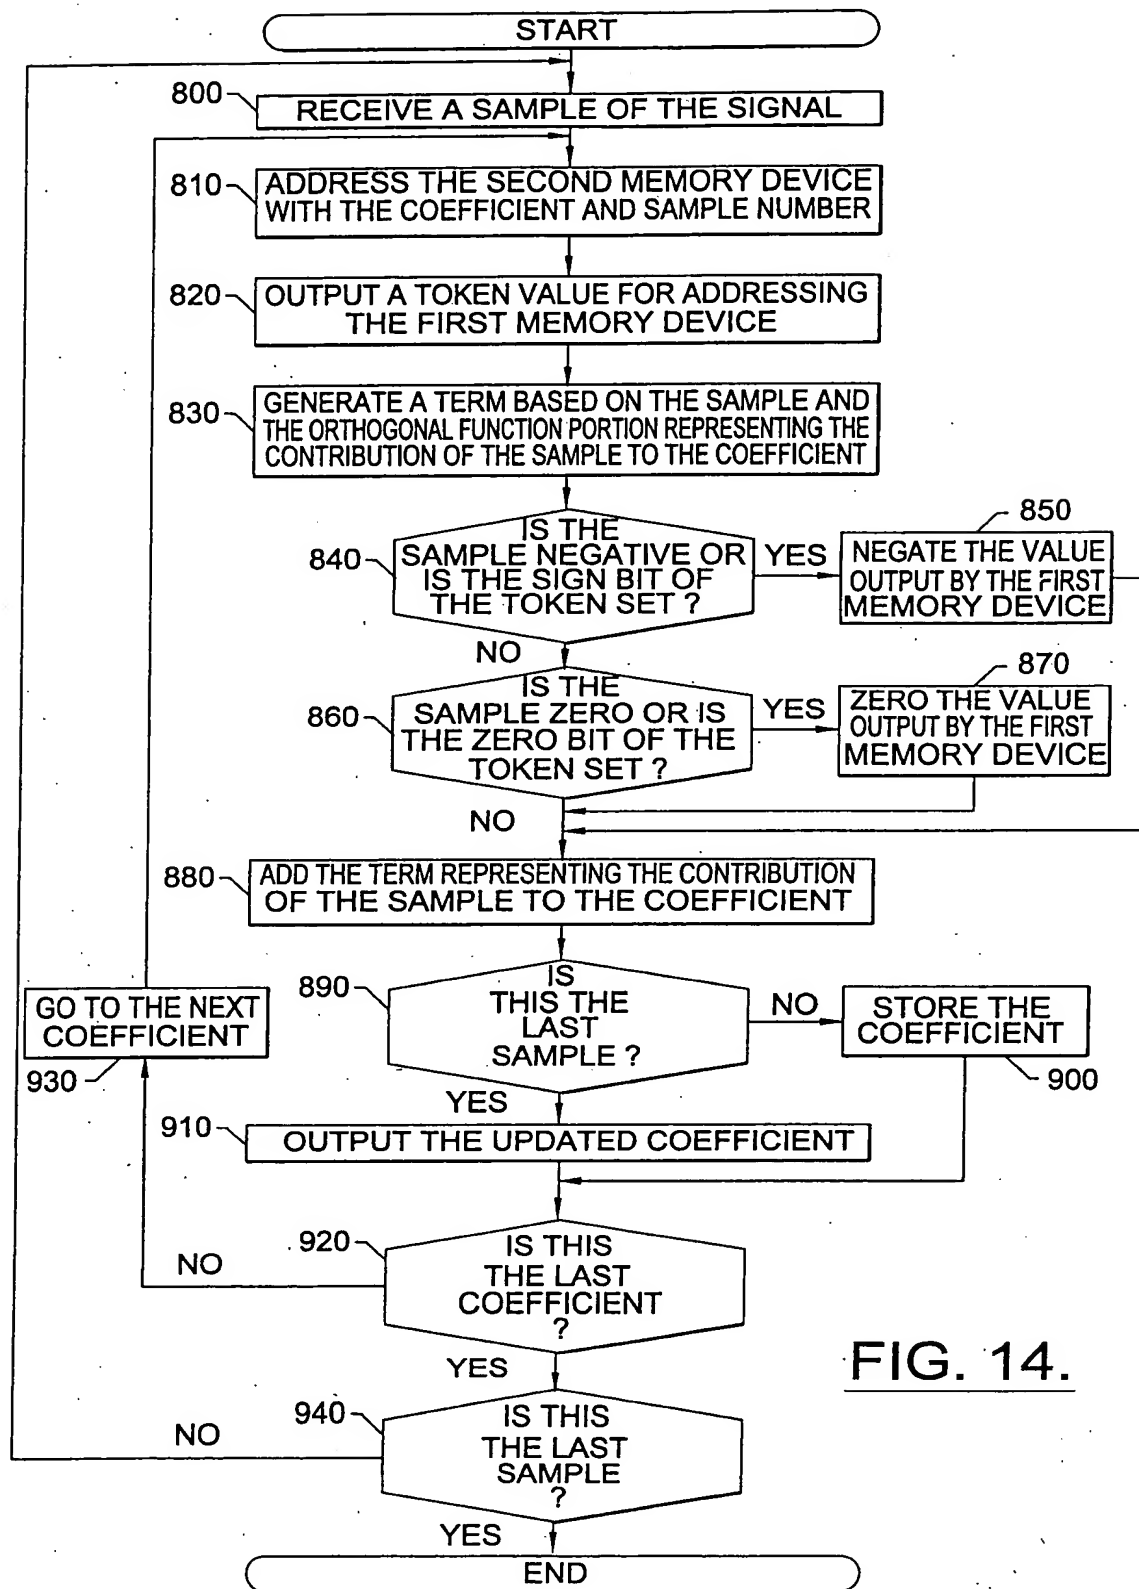 START
800
RECEIVE A SAMPLE OF THE SIGNAL
810
ADDRESS THE SECOND MEMORY DEVICE
WITH THE COEFFICIENT AND SAMPLE NUMBER
820
OUTPUT A TOKEN VALUE FOR ADDRESSING
THE FIRST MEMORY DEVICE
830
GENERATE A TERM BASED ON THE SAMPLE AND
THE ORTHOGONAL FUNCTION PORTION REPRESENTING THE
CONTRIBUTION OF THE SAMPLE TO THE COEFFICIENT
840
IS THE
SAMPLE NEGATIVE OR
IS THE SIGN BIT OF
THE TOKEN SET ?
YES
850
NEGATE THE VALUE
OUTPUT BY THE FIRST
MEMORY DEVICE
NO
860
IS THE
SAMPLE ZERO OR IS
THE ZERO BIT OF THE
TOKEN SET ?
YES
870
ZERO THE VALUE
OUTPUT BY THE FIRST
MEMORY DEVICE
NO
880
ADD THE TERM REPRESENTING THE CONTRIBUTION
OF THE SAMPLE TO THE COEFFICIENT
890
IS
THIS THE
LAST
SAMPLE ?
NO
STORE THE
COEFFICIENT
900
GO TO THE NEXT
COEFFICIENT
930
YES
910
OUTPUT THE UPDATED COEFFICIENT
920
IS THIS
THE LAST
COEFFICIENT
?
NO
YES
FIG. 14.
940
IS THIS
THE LAST
SAMPLE
?
NO
YES
END